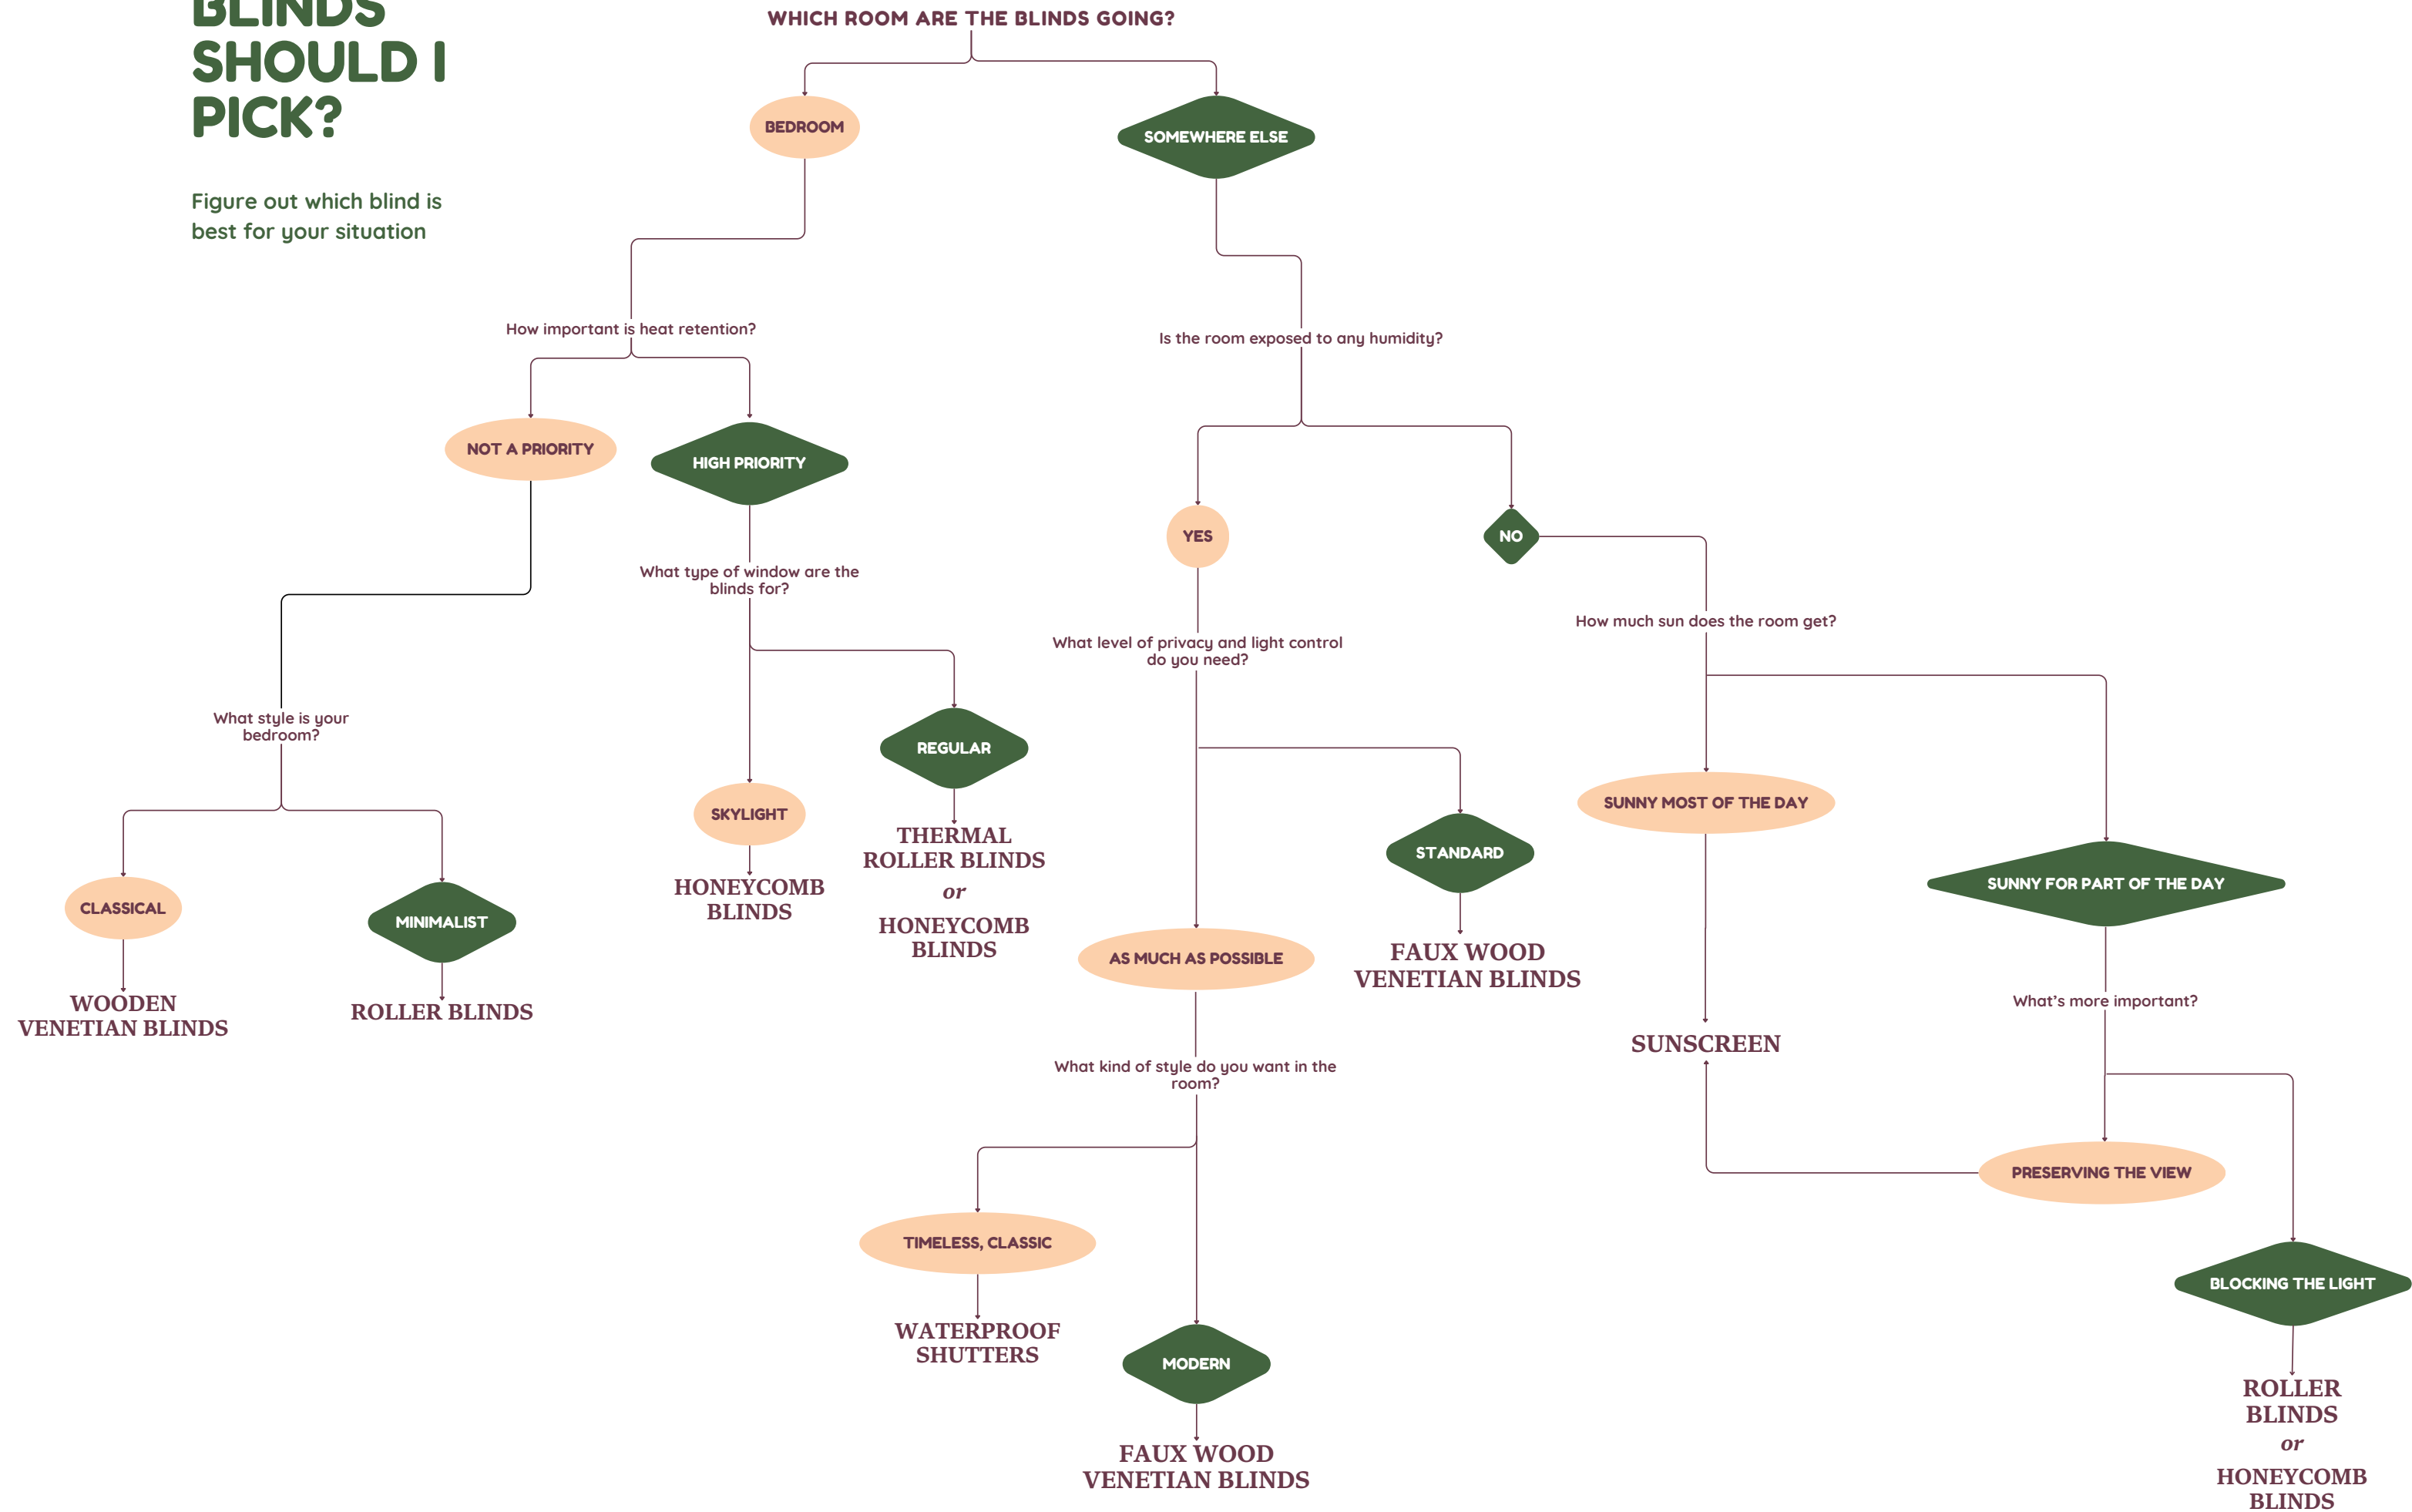 BLINDS
SHOULD I
PICK?
Figure out which blind is
best for your situation
WHICH ROOM ARE THE BLINDS GOING?
BEDROOM
SOMEWHERE ELSE
How important is heat retention?
Is the room exposed to any humidity?
NOT A PRIORITY
HIGH PRIORITY
YES
NO
What type of window are the
blinds for?
How much sun does the room get?
What level of privacy and light control
do you need?
What style is your
bedroom?
REGULAR
SKYLIGHT
SUNNY MOST OF THE DAY
THERMAL
ROLLER BLINDS
or
HONEYCOMB
BLINDS
HONEYCOMB
BLINDS
STANDARD
SUNNY FOR PART OF THE DAY
CLASSICAL
MINIMALIST
AS MUCH AS POSSIBLE
FAUX WOOD
VENETIAN BLINDS
WOODEN
VENETIAN BLINDS
ROLLER BLINDS
What's more important?
SUNSCREEN
What kind of style do you want in the
room?
PRESERVING THE VIEW
TIMELESS, CLASSIC
BLOCKING THE LIGHT
WATERPROOF
SHUTTERS
MODERN
ROLLER
BLINDS
or
HONEYCOMB
BLINDS
FAUX WOOD
VENETIAN BLINDS